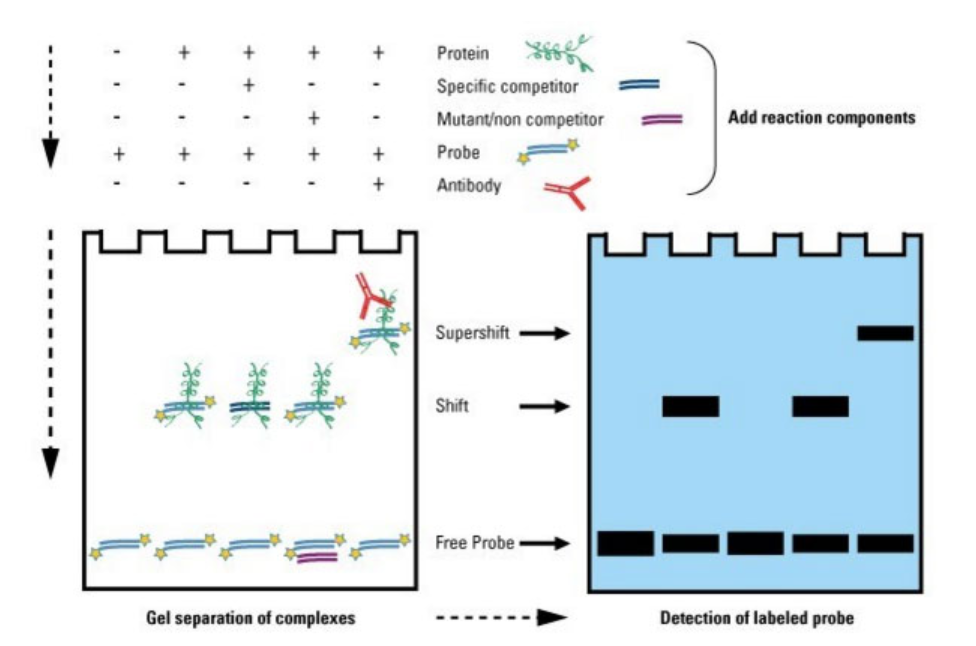 - + + + + Protein
- - + - - Specific competitor
- - - + - Mutant/non competitor
Add reaction components
+ + + + + Probe
- - - - + Antibody
Supershift
Shift
Free Probe
Gel separation of complexes
Detection of labeled probe